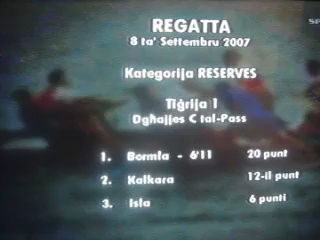 REGATTA
8 ta' Settembru 2007
Kategorija RESERVES
Tiġrija 1
Dgħajjes C tal-Pass
1. Bormla - 6'11 20 punt
2. Kalkara 12-il punt
3. Isla 6 punti